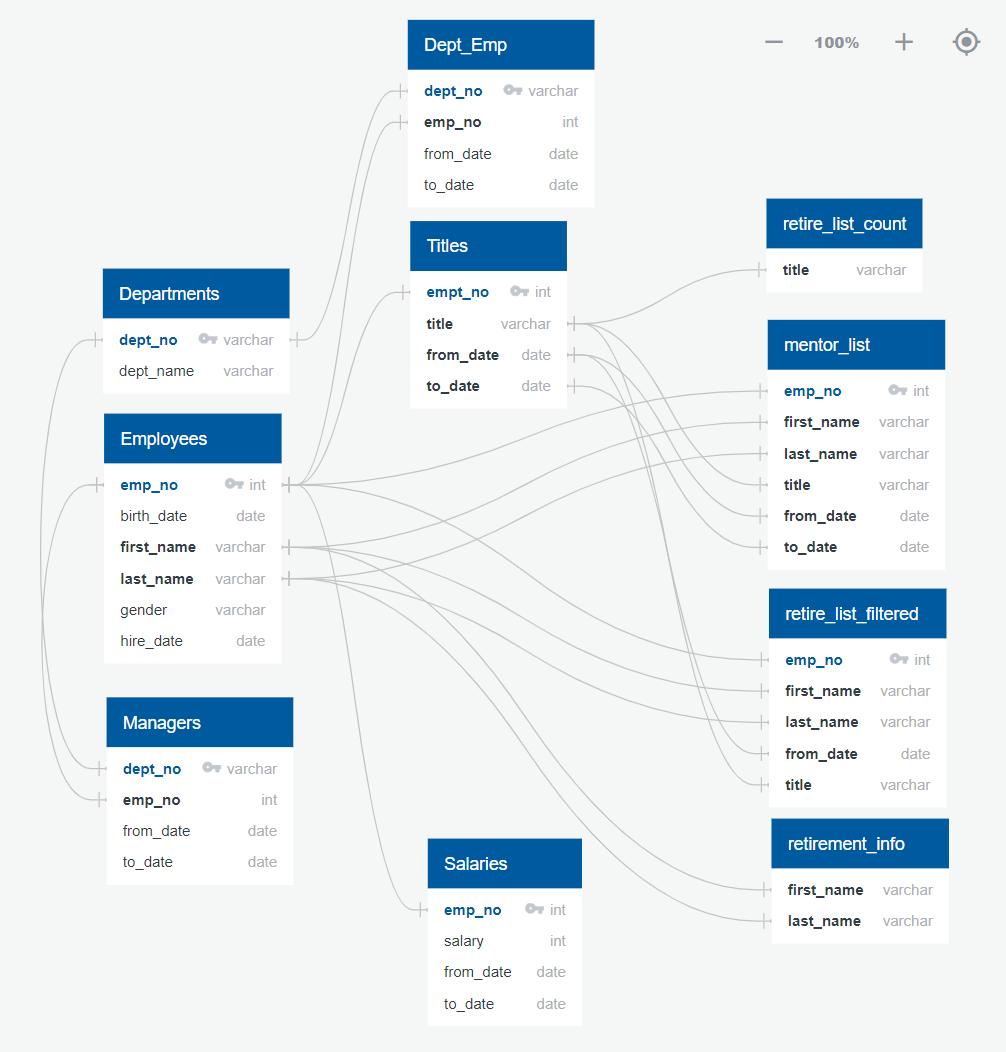 100%
Dept_Emp
dept_no varchar
emp_no int
from_date date
to_date date
Titles
empt_no int
title varchar
from_date date
to_date date
retire_list_count
title varchar
Departments
dept_no varchar
dept_name varchar
mentor_list
emp_no int
first_name varchar
last_name varchar
title varchar
from_date date
to_date date
Employees
emp_no int
birth_date date
first_name varchar
last_name varchar
gender varchar
hire_date date
retire_list_filtered
emp_no int
first_name varchar
last_name varchar
from_date date
title varchar
Managers
dept_no varchar
emp_no int
from_date date
to_date date
Salaries
emp_no int
salary int
from_date date
to_date date
retirement_info
first_name varchar
last_name varchar